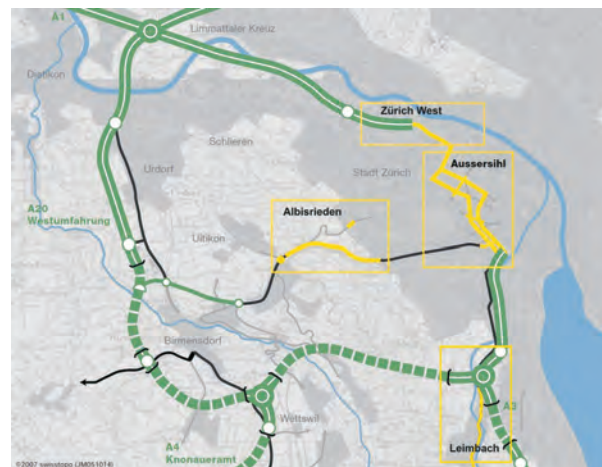 A1
Limmattaler Kreuz
Dietikon
Zürich West
Schlieren
Urdorf
Stadt Zürich
Aussersihl
A20
Westumfahrung
Albisrieden
Uitikon
Birmensdorf
A3
Wettswil
A4
Knonaueramt
Leimbach
©2007 swisstopo (JM051014)